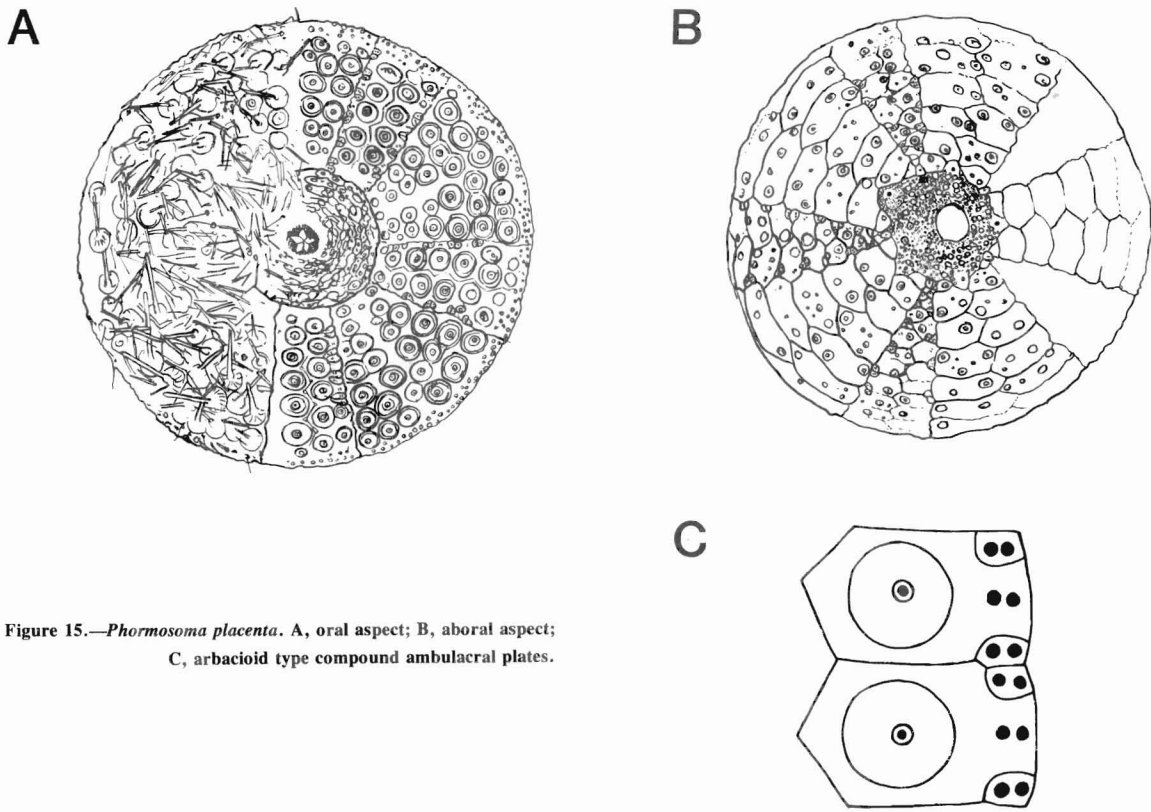 A
B
C
Figure 15.—Phormosoma placenta. A, oral aspect; B, aboral aspect;
C, arbacioid type compound ambulacral plates.